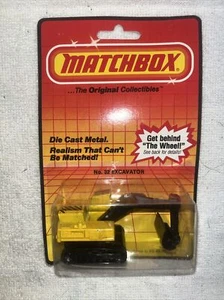 MATCHBOX
...The Original Collectibles"
Die Cast Metal.
Realism That Can't
Be Matched!
Get behind
"The Wheel!"
See back for details!
No. 32 EXCAVATOR